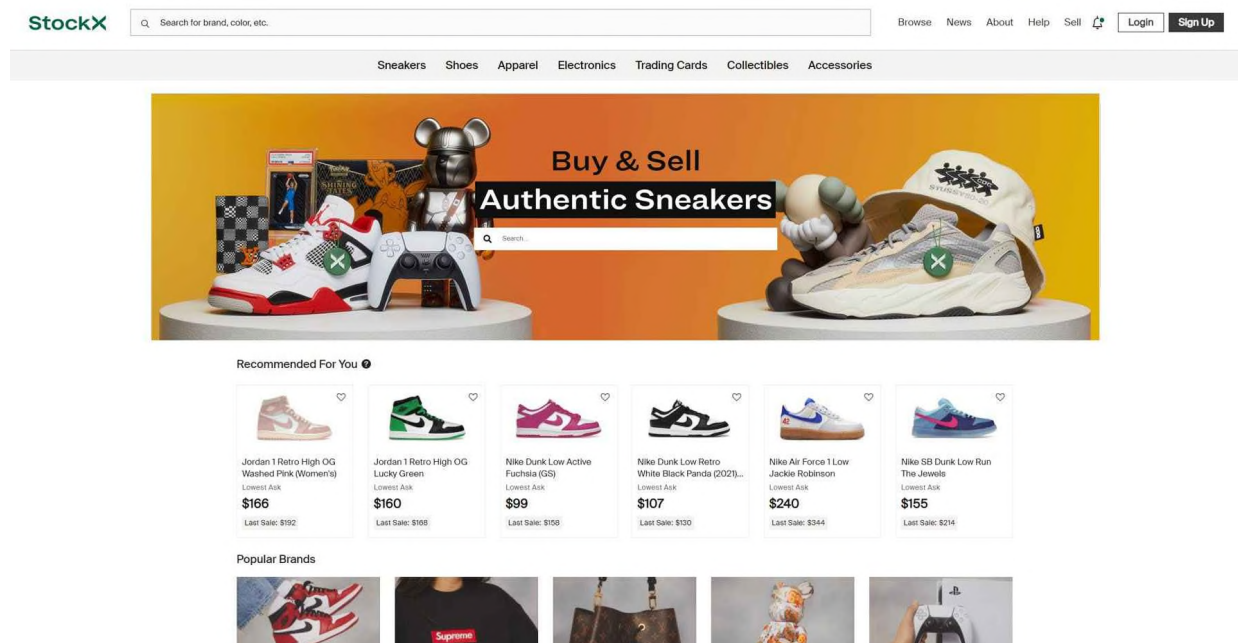 StockX
Search for brand, color, etc.
Browse News About Help Sell Login Sign Up
Sneakers Shoes Apparel Electronics Trading Cards Collectibles Accessories
Buy & Sell
Authentic Sneakers
Search...
SHINING
FATES
STUSSY
Recommended For You
Jordan 1 Retro High OG
Washed Pink (Women's)
Lowest Ask
$166
Last Sale: $192
Jordan 1 Retro High OG
Lucky Green
Lowest Ask
$160
Last Sale: $168
Nike Dunk Low Active
Fuchsia (GS)
Lowest Ask
$99
Last Sale: $158
Nike Dunk Low Retro
White Black Panda (2021)...
Lowest Ask
$107
Last Sale: $130
Nike Air Force 1 Low
Jackie Robinson
Lowest Ask
$240
Last Sale: $344
42
Nike SB Dunk Low Run
The Jewels
Lowest Ask
$155
Last Sale: $214
Popular Brands
Supreme